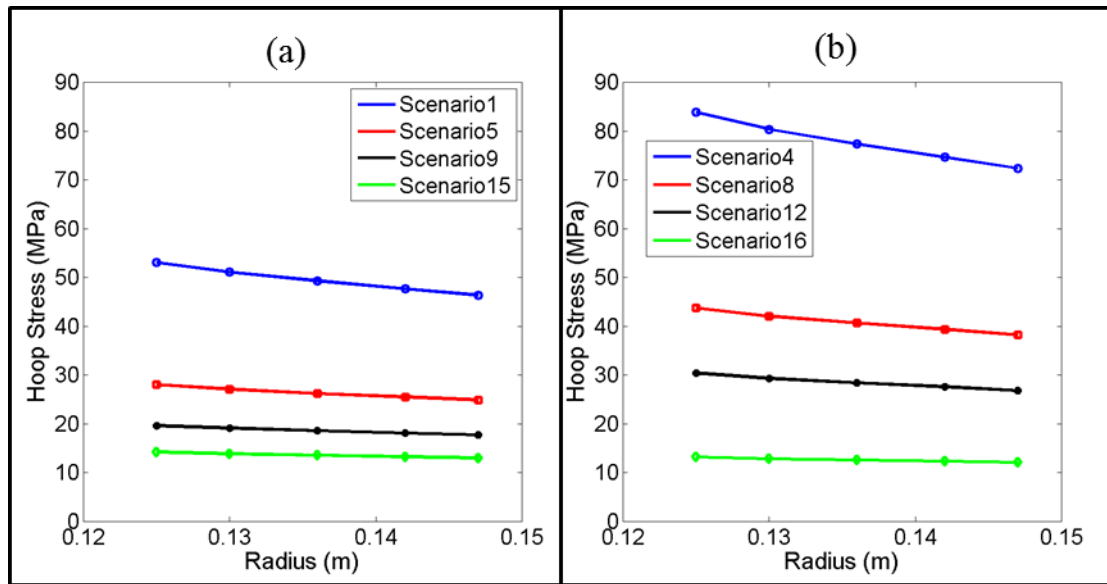 (a)
90
80
70
60
50
40
30
20
10
0
Hoop Stress (MPa)
Scenario1
Scenario5
Scenario9
Scenario15
0.12 0.13 0.14 0.15
Radius (m)
(b)
90
80
70
60
50
40
30
20
10
0
Hoop Stress (MPa)
Scenario4
Scenario8
Scenario12
Scenario16
0.12 0.13 0.14 0.15
Radius (m)